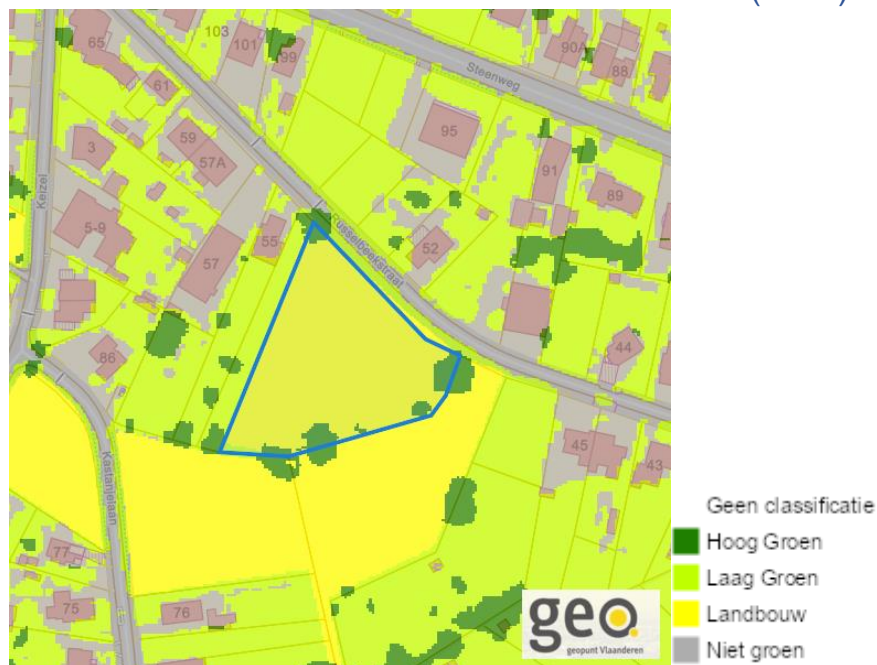 103
65
101
99
90A
88
Steenweg
61
59
57A
3
95
91
89
Keizel
5-9
55
Russelbeekstraat
52
57
86
44
45
43
Kastanjelaan
77
75
76
geo
geopunt Vlaanderen
Geen classificatie
Hoog Groen
Laag Groen
Landbouw
Niet groen